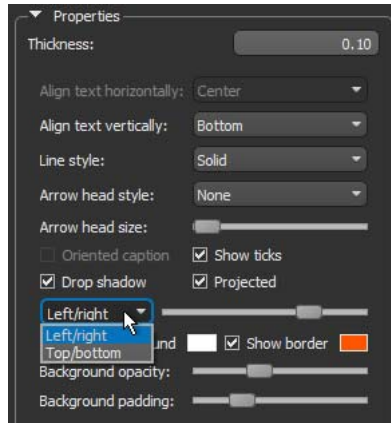 Properties
Thickness: 0.10
Align text horizontally: Center
Align text vertically: Bottom
Line style: Solid
Arrow head style: None
Arrow head size:
Oriented caption Show ticks
Drop shadow Projected
Left/right
Left/right
Top/bottom
Show border
Background opacity:
Background padding: